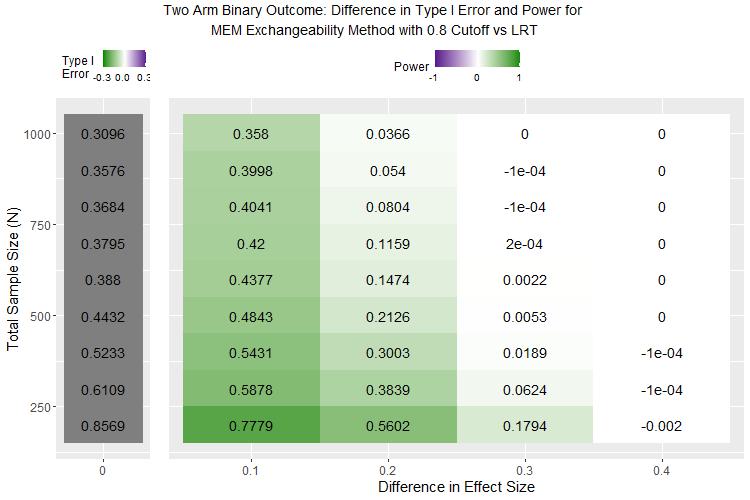 Two Arm Binary Outcome: Difference in Type I Error and Power for
MEM Exchangeability Method with 0.8 Cutoff vs LRT
Type I
Error
-0.3 0.0 0.3
Power
-1 0 1
Total Sample Size (N)
1000 0.3096 0.358 0.0366 0 0
0.3576 0.3998 0.054 -1e-04 0
0.3684 0.4041 0.0804 -1e-04 0
750 0.3795 0.42 0.1159 2e-04 0
0.388 0.4377 0.1474 0.0022 0
500 0.4432 0.4843 0.2126 0.0053 0
0.5233 0.5431 0.3003 0.0189 -1e-04
0.6109 0.5878 0.3839 0.0624 -1e-04
250 0.8569 0.7779 0.5602 0.1794 -0.002
0 0.1 0.2 0.3 0.4
Difference in Effect Size